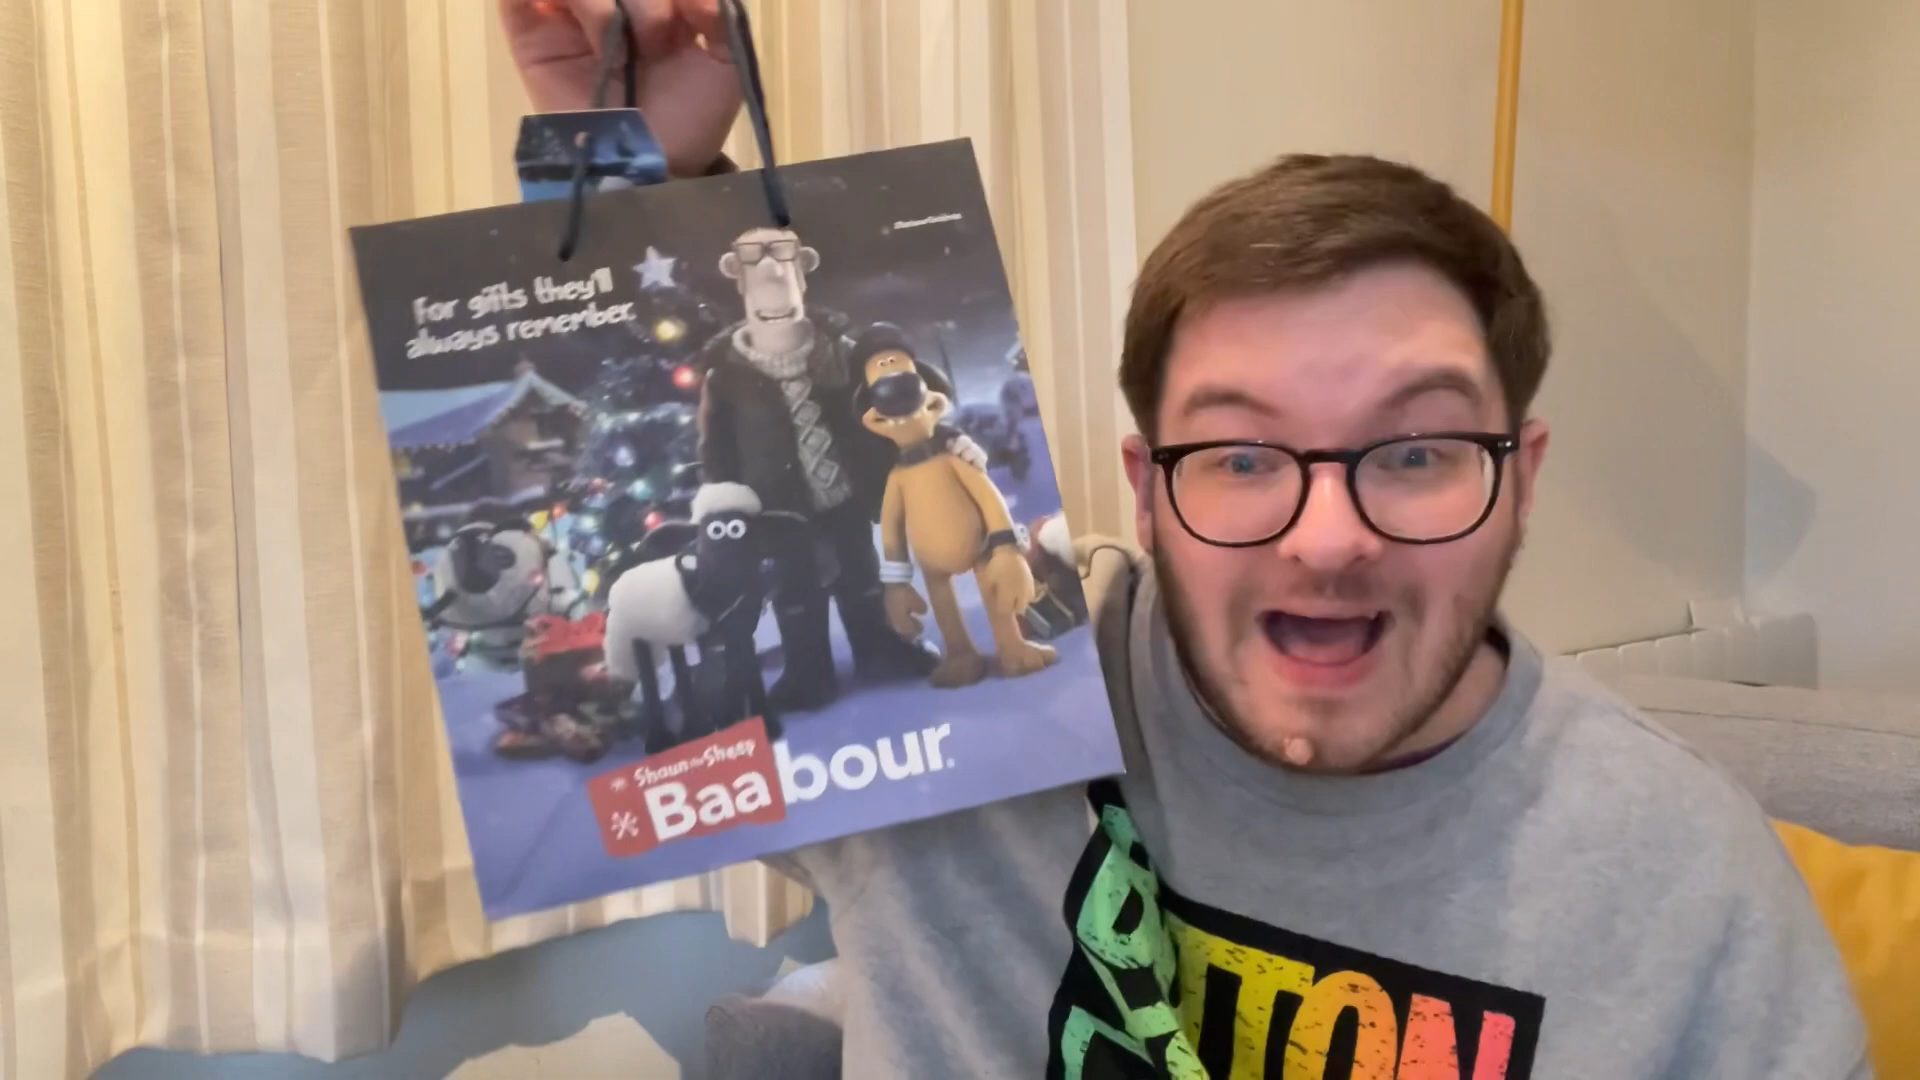 For gifts they'll
always remember.
Shaun the Sheep
Baabour.